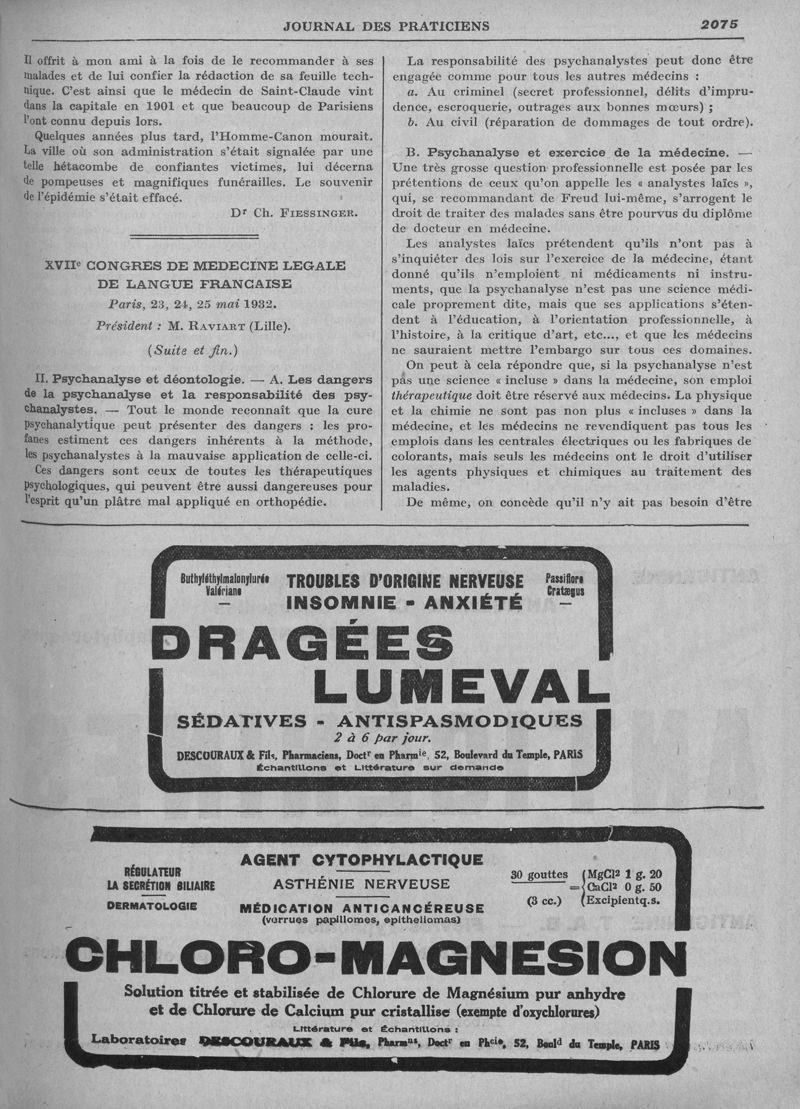 JOURNAL DES PRATICIENS
2075
Il offrit à mon ami à la fois de le recommander à ses
malades et de lui confier la rédaction de sa feuille tech-
nique. C'est ainsi que le médecin de Saint-Claude vint
dans la capitale en 1901 et que beaucoup de Parisiens
l'ont connu depuis lors.
Quelques années plus tard, l'Homme-Canon mourait.
La ville où son administration s'était signalée par une
telle hétacombe de confiantes victimes, lui décerna
de pompeuses et magnifiques funérailles. Le souvenir
de l'épidémie s'était effacé.
Dr Ch. FIESSINGER.
XVIIe CONGRES DE MEDECINE LEGALE
DE LANGUE FRANCAISE
Paris, 23, 24, 25 mai 1932.
Président : M. RAVIART (Lille).
(Suite et fin.)
II. Psychanalyse et déontologie. — A. Les dangers
de la psychanalyse et la responsabilité des psy-
chanalystes. — Tout le monde reconnaît que la cure
psychanalytique peut présenter des dangers : les pro-
fanes estiment ces dangers inhérents à la méthode,
les psychanalystes à la mauvaise application de celle-ci.
Ces dangers sont ceux de toutes les thérapeutiques
psychologiques, qui peuvent être aussi dangereuses pour
l'esprit qu'un plâtre mal appliqué en orthopédie.
La responsabilité des psychanalystes peut donc être
engagée comme pour tous les autres médecins :
a. Au criminel (secret professionnel, délits d'impru-
dence, escroquerie, outrages aux bonnes mœurs) ;
b. Au civil (réparation de dommages de tout ordre).
B. Psychanalyse et exercice de la médecine. —
Une très grosse question professionnelle est posée par les
prétentions de ceux qu'on appelle les « analystes laïcs »,
qui, se recommandant de Freud lui-même, s'arrogent le
droit de traiter des malades sans être pourvus du diplôme
de docteur en médecine.
Les analystes laïcs prétendent qu'ils n'ont pas à
s'inquiéter des lois sur l'exercice de la médecine, étant
donné qu'ils n'emploient ni médicaments ni instru-
ments, que la psychanalyse n'est pas une science médi-
cale proprement dite, mais que ses applications s'éten-
dent à l'éducation, à l'orientation professionnelle, à
l'histoire, à la critique d'art, etc..., et que les médecins
ne sauraient mettre l'embargo sur tous ces domaines.
On peut à cela répondre que, si la psychanalyse n'est
pas une science « incluse » dans la médecine, son emploi
thérapeutique doit être réservé aux médecins. La physique
et la chimie ne sont pas non plus « incluses » dans la
médecine, et les médecins ne revendiquent pas tous les
emplois dans les centrales électriques ou les fabriques de
colorants, mais seuls les médecins ont le droit d'utiliser
les agents physiques et chimiques au traitement des
maladies.
De même, on concède qu'il n'y ait pas besoin d'être
Buthyléthylmalonylurée
Valériane
—
TROUBLES D'ORIGINE NERVEUSE
INSOMNIE - ANXIÉTÉ
Passiflore
Cratægus
—
DRAGÉES
LUMEVAL
SÉDATIVES - ANTISPASMODIQUES
2 à 6 par jour.
DESCOURAUX & Fils, Pharmaciens, Doctr en Pharmie, 52, Boulevard du Temple, PARIS
Échantillons et Littérature sur demande
RÉGULATEUR
LA SECRÉTION BILIAIRE
DERMATOLOGIE
AGENT CYTOPHYLACTIQUE
ASTHÉNIE NERVEUSE
MÉDICATION ANTICANCÉREUSE
(verrues papillomes, epitheliomas)
30 gouttes
(3 cc.)
=
MgCl² 1 g. 20
CaCl² 0 g. 50
Excipient q.s.
CHLORO-MAGNESION
Solution titrée et stabilisée de Chlorure de Magnésium pur anhydre
et de Chlorure de Calcium pur cristallise (exempte d'oxychlorures)
Littérature et Échantillons :
Laboratoires DESCOURAUX & Fils, Pharmns, Doctr en Phcie, 52, Bould du Temple, PARIS